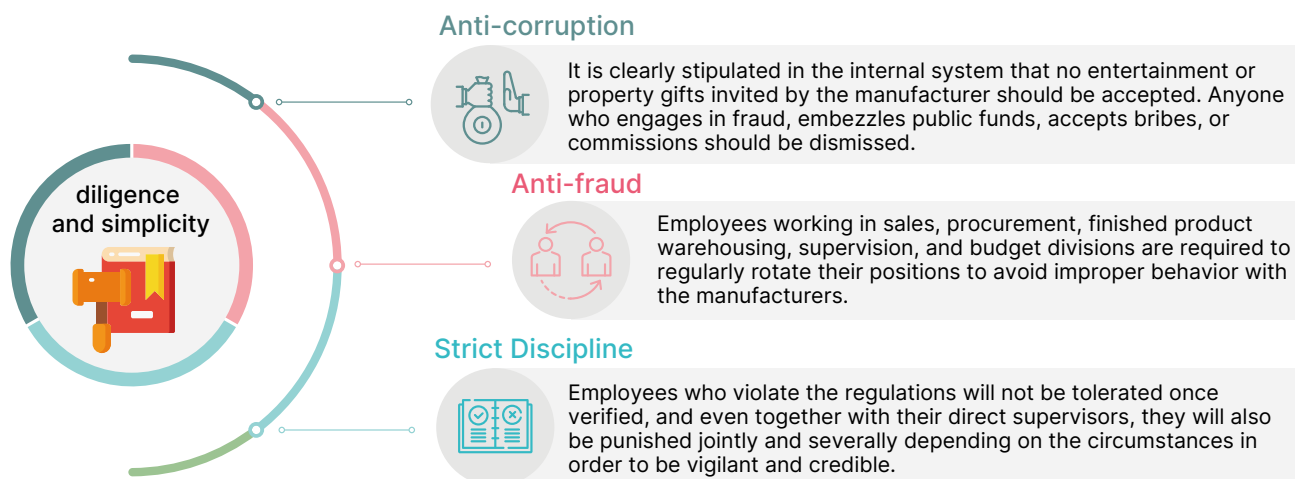 diligence
and simplicity
Anti-corruption
It is clearly stipulated in the internal system that no entertainment or
property gifts invited by the manufacturer should be accepted. Anyone
who engages in fraud, embezzles public funds, accepts bribes, or
commissions should be dismissed.
Anti-fraud
Employees working in sales, procurement, finished product
warehousing, supervision, and budget divisions are required to
regularly rotate their positions to avoid improper behavior with
the manufacturers.
Strict Discipline
Employees who violate the regulations will not be tolerated once
verified, and even together with their direct supervisors, they will also
be punished jointly and severally depending on the circumstances in
order to be vigilant and credible.